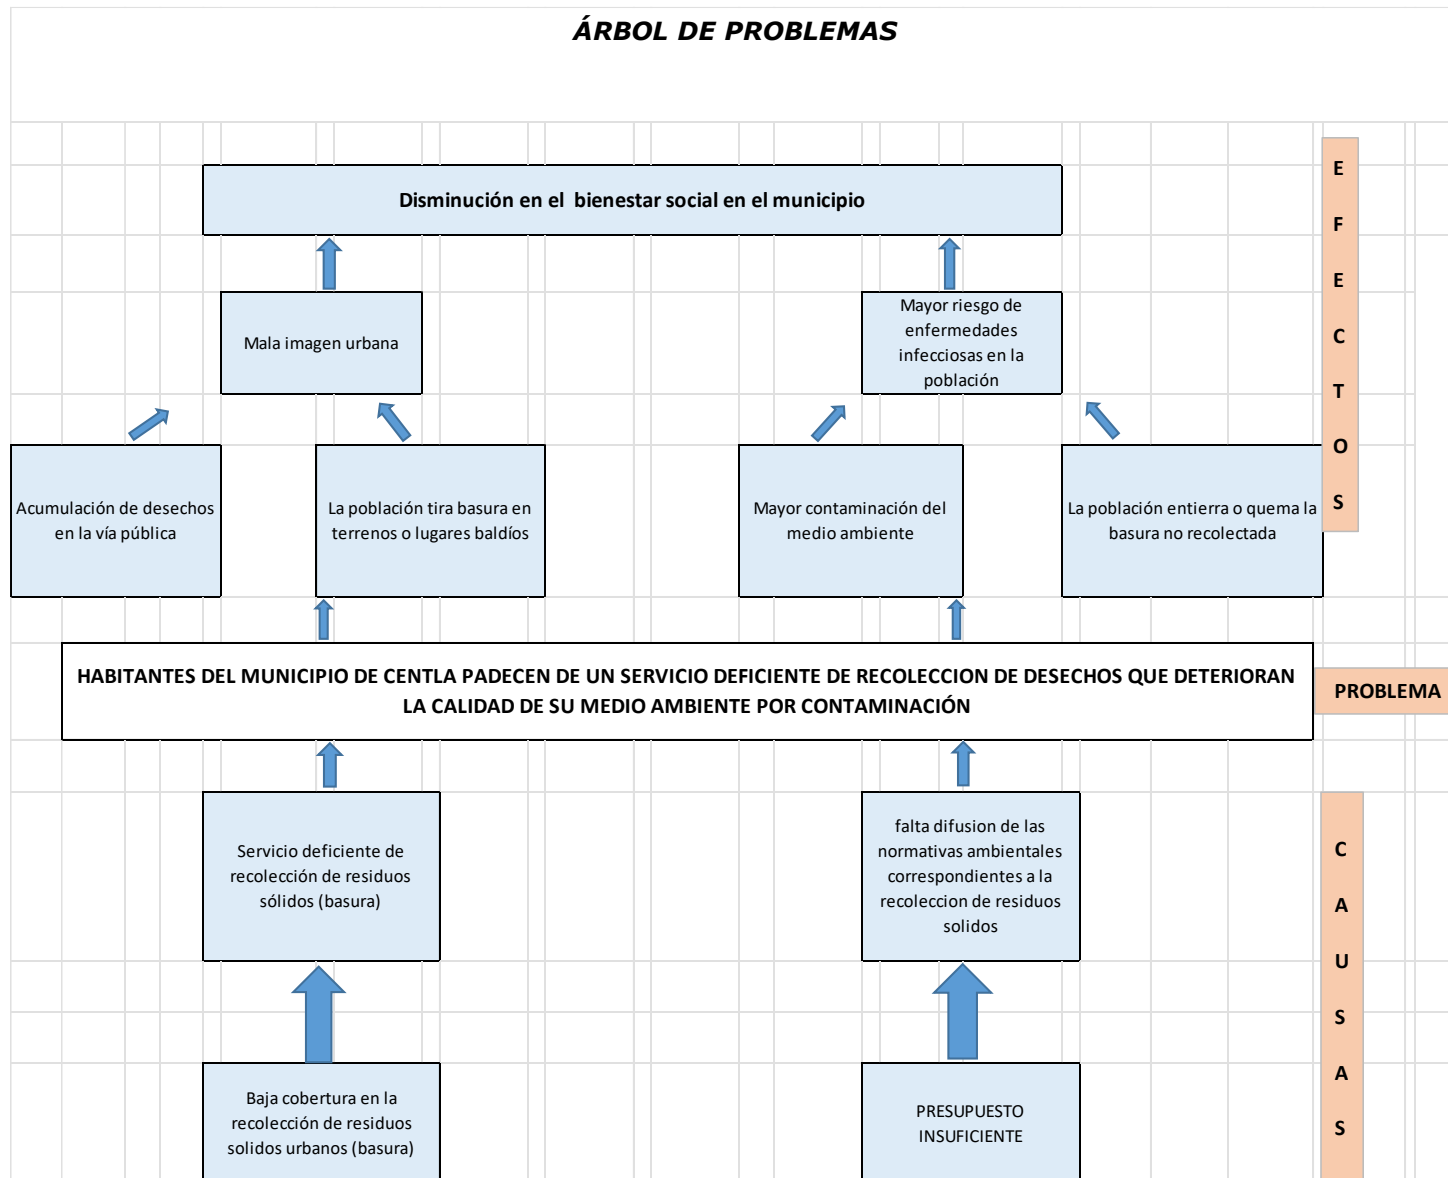 ÁRBOL DE PROBLEMAS
Disminución en el  bienestar social en el municipio
Mala imagen urbana
Mayor riesgo de
enfermedades
infecciosas en la
población
Acumulación de desechos
en la vía pública
La población tira basura en
terrenos o lugares baldíos
Mayor contaminación del
medio ambiente
La población entierra o quema la
basura no recolectada
E
F
E
C
T
O
S
HABITANTES DEL MUNICIPIO DE CENTLA PADECEN DE UN SERVICIO DEFICIENTE DE RECOLECCION DE DESECHOS QUE DETERIORAN
LA CALIDAD DE SU MEDIO AMBIENTE POR CONTAMINACIÓN
PROBLEMA
Servicio deficiente de
recolección de residuos
sólidos (basura)
falta difusion de las
normativas ambientales
correspondientes a la
recoleccion de residuos
solidos
Baja cobertura en la
recolección de residuos
solidos urbanos (basura)
PRESUPUESTO
INSUFICIENTE
C
A
U
S
A
S